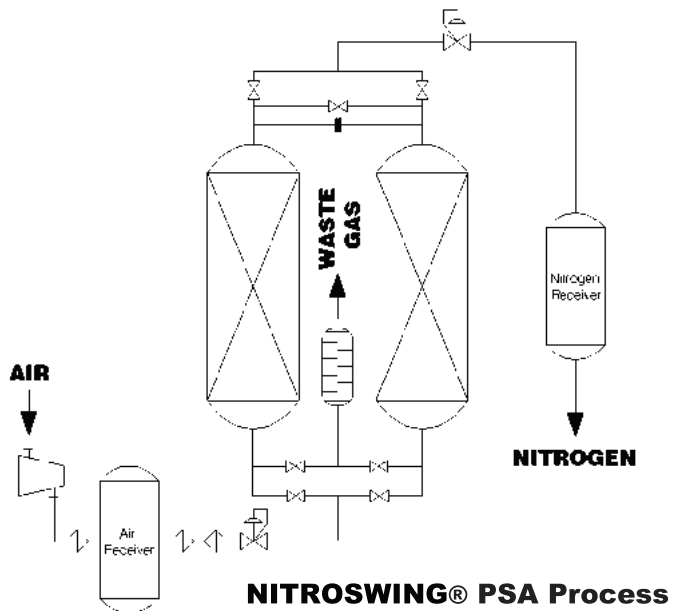 WASTE
GAS
Nitrogen
Receiver
AIR
NITROGEN
Air
Receiver
NITROSWING® PSA Process